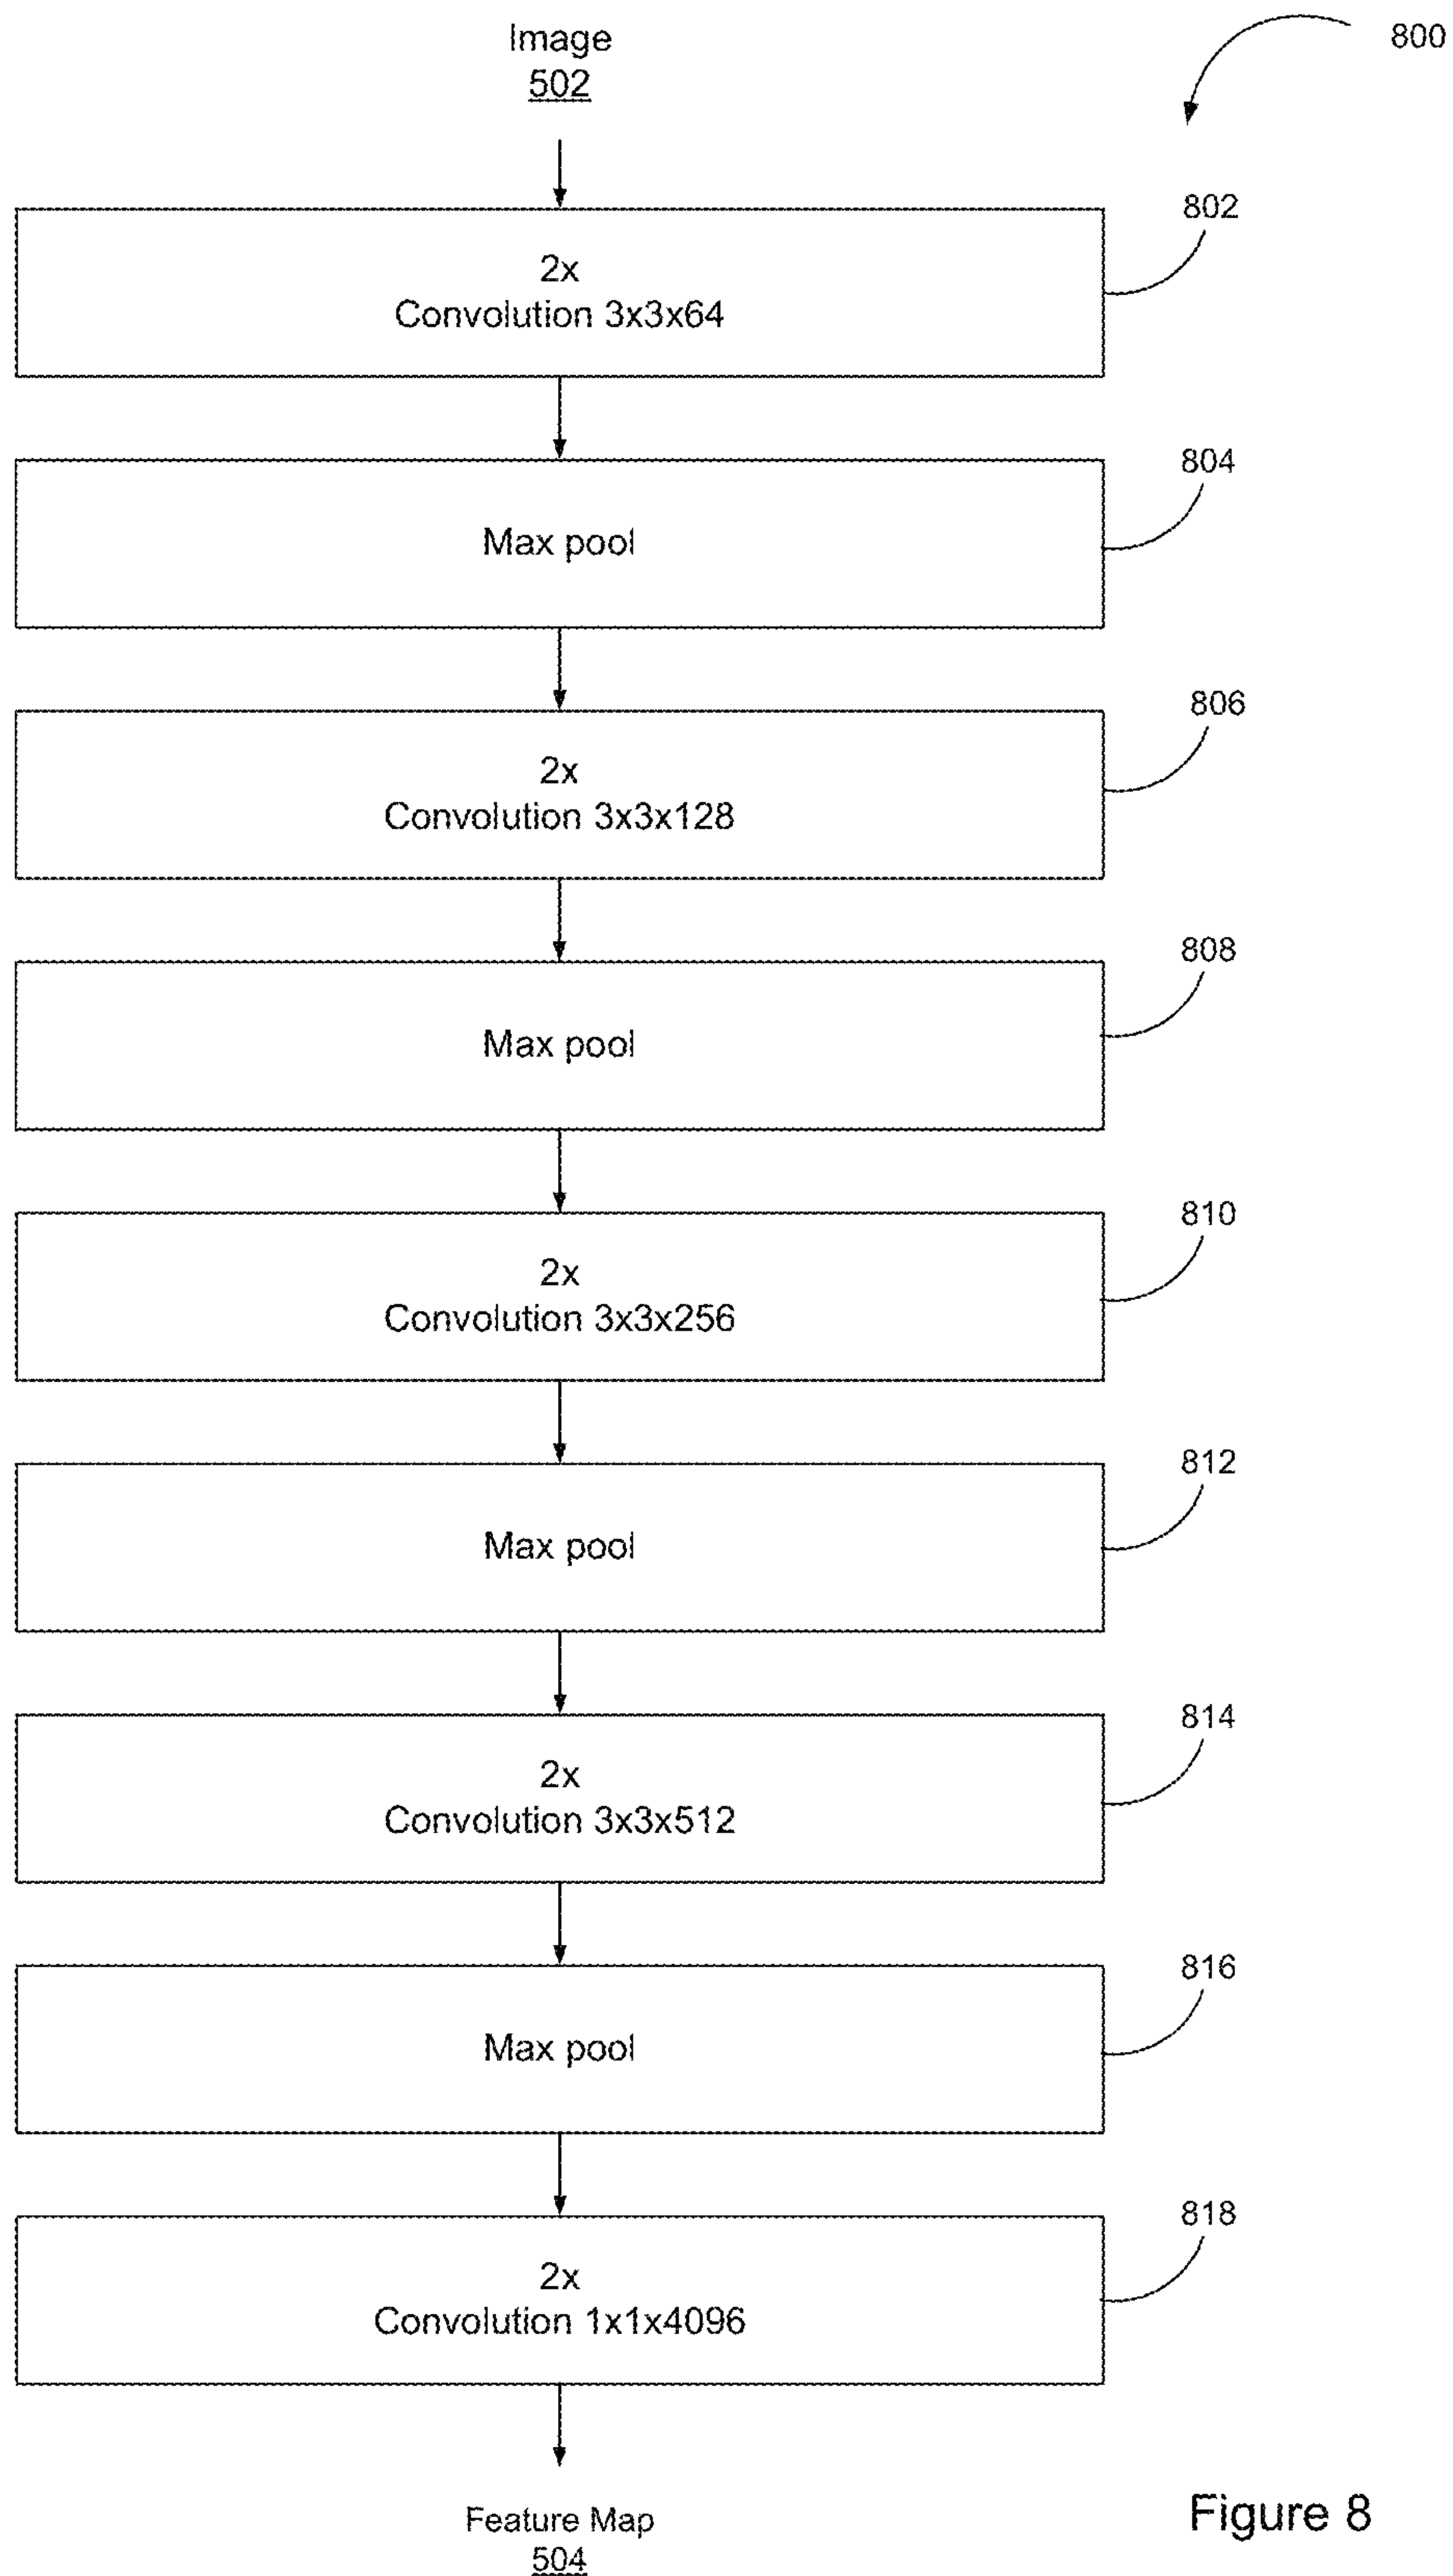 Image
502
800
802
2x
Convolution 3x3x64
804
Max pool
806
2x
Convolution 3x3x128
808
Max pool
810
2x
Convolution 3x3x256
812
Max pool
814
2x
Convolution 3x3x512
816
Max pool
818
2x
Convolution 1x1x4096
Feature Map
504
Figure 8